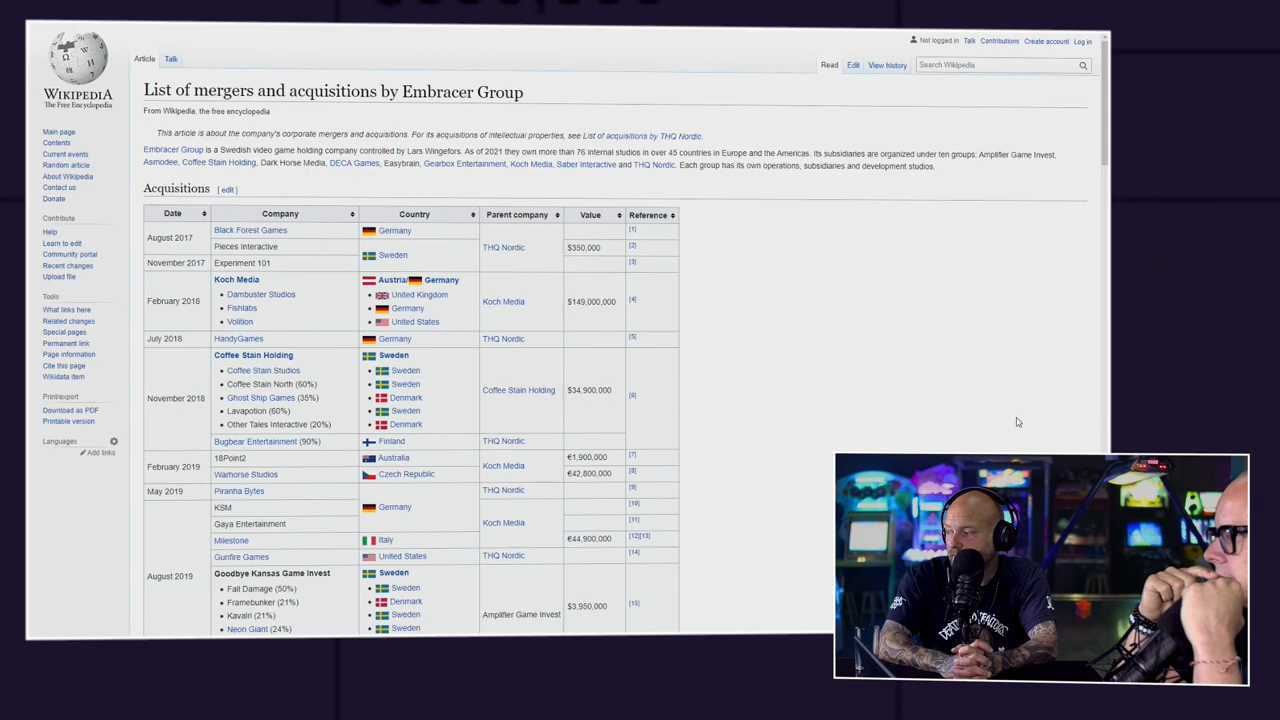 Not logged in Talk Contributions Create account Log in
Article Talk
Read Edit View history Search Wikipedia
WIKIPEDIA
The Free Encyclopedia
Main page
Contents
Current events
Random article
About Wikipedia
Contact us
Donate
Contribute
Help
Learn to edit
Community portal
Recent changes
Upload file
Tools
What links here
Related changes
Special pages
Permanent link
Page information
Cite this page
Wikidata item
Print/export
Download as PDF
Printable version
Languages
Add links
List of mergers and acquisitions by Embracer Group
From Wikipedia, the free encyclopedia
This article is about the company's corporate mergers and acquisitions. For its acquisitions of intellectual properties, see List of acquisitions by THQ Nordic.
Embracer Group is a Swedish video game holding company controlled by Lars Wingefors. As of 2021 they own more than 76 internal studios in over 45 countries in Europe and the Americas. Its subsidiaries are organized under ten groups: Amplifier Game Invest,
Asmodee, Coffee Stain Holding, Dark Horse Media, DECA Games, Easybrain, Gearbox Entertainment, Koch Media, Saber Interactive and THQ Nordic. Each group has its own operations, subsidiaries and development studios.
Acquisitions [ edit ]
Date Company Country Parent company Value Reference
August 2017 Black Forest Games Germany THQ Nordic [1]
Pieces Interactive Sweden $350,000 [2]
November 2017 Experiment 101 [3]
February 2018 Koch Media Austria/ Germany Koch Media $149,000,000 [4]
• Dambuster Studios • United Kingdom
• Fishlabs • Germany
• Volition • United States
July 2018 HandyGames Germany THQ Nordic [5]
November 2018 Coffee Stain Holding Sweden Coffee Stain Holding $34,900,000 [6]
• Coffee Stain Studios • Sweden
• Coffee Stain North (60%) • Sweden
• Ghost Ship Games (35%) • Denmark
• Lavapotion (60%) • Sweden
• Other Tales Interactive (20%) • Denmark
Bugbear Entertainment (90%) Finland THQ Nordic
February 2019 18Point2 Australia Koch Media €1,900,000 [7]
Warhorse Studios Czech Republic €42,800,000 [8]
May 2019 Piranha Bytes Germany THQ Nordic [9]
August 2019 KSM Koch Media [10]
Gaya Entertainment [11]
Milestone Italy €44,900,000 [12][13]
Gunfire Games United States THQ Nordic [14]
Goodbye Kansas Game Invest Sweden Amplifier Game Invest $3,950,000 [15]
• Fall Damage (50%) • Sweden
• Framebunker (21%) • Denmark
• Kavalri (21%) • Sweden
• Neon Giant (24%) • Sweden